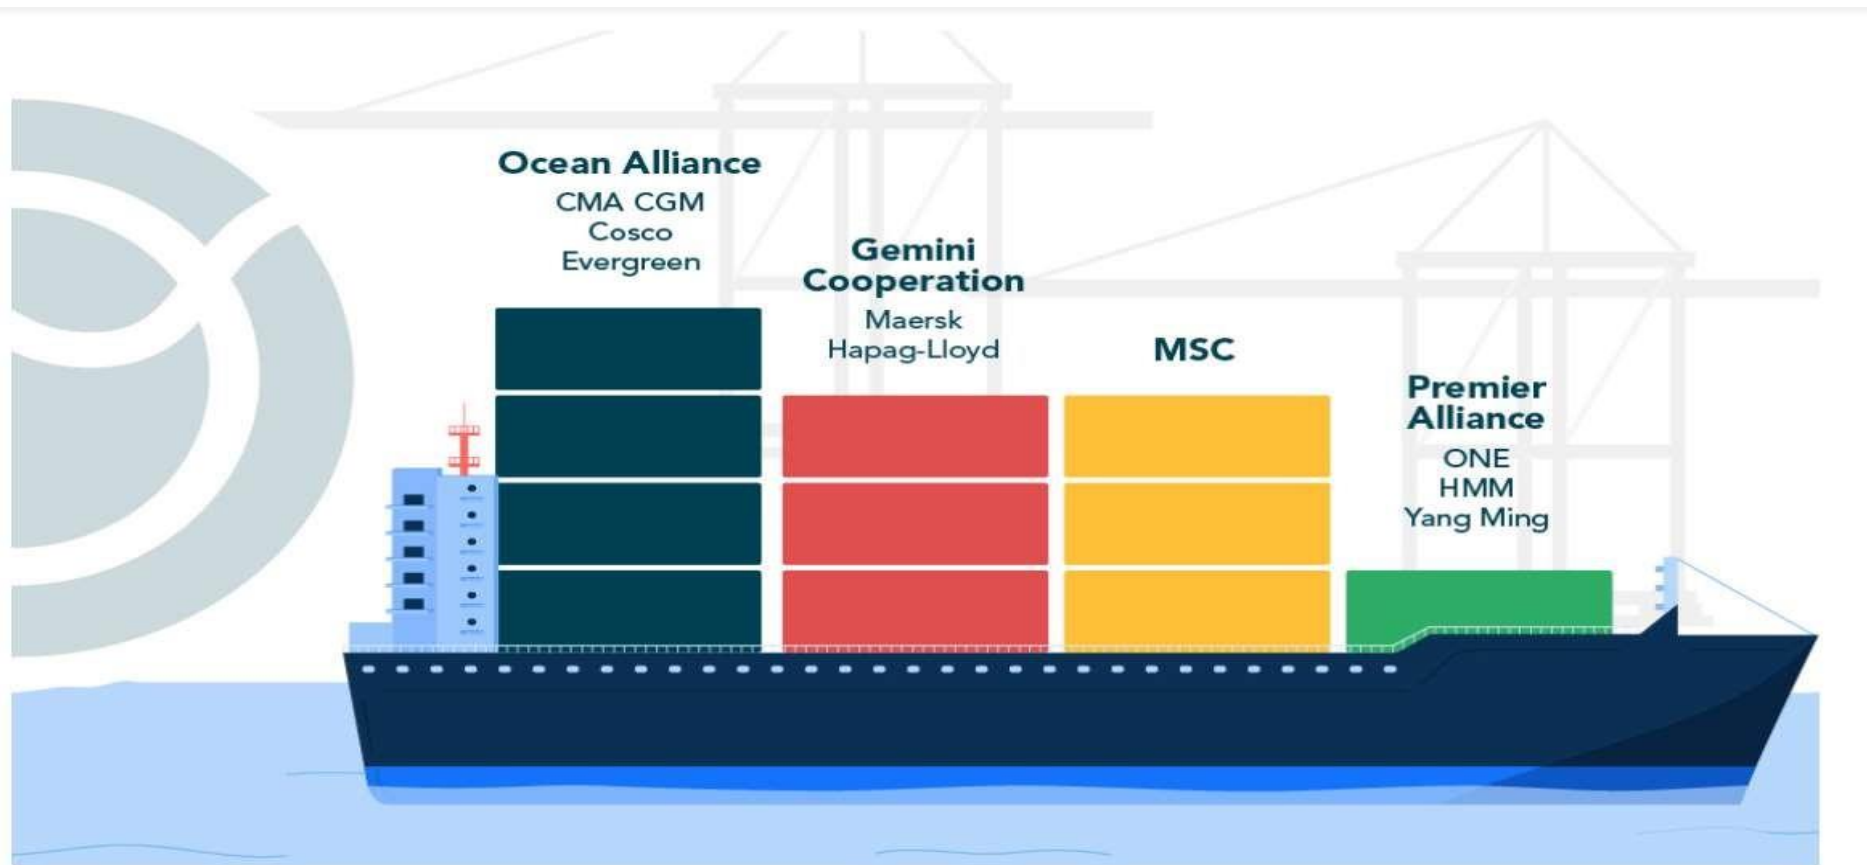 Ocean Alliance
CMA CGM
Cosco
Evergreen
Gemini
Cooperation
Maersk
Hapag-Lloyd
MSC
Premier
Alliance
ONE
HMM
Yang Ming